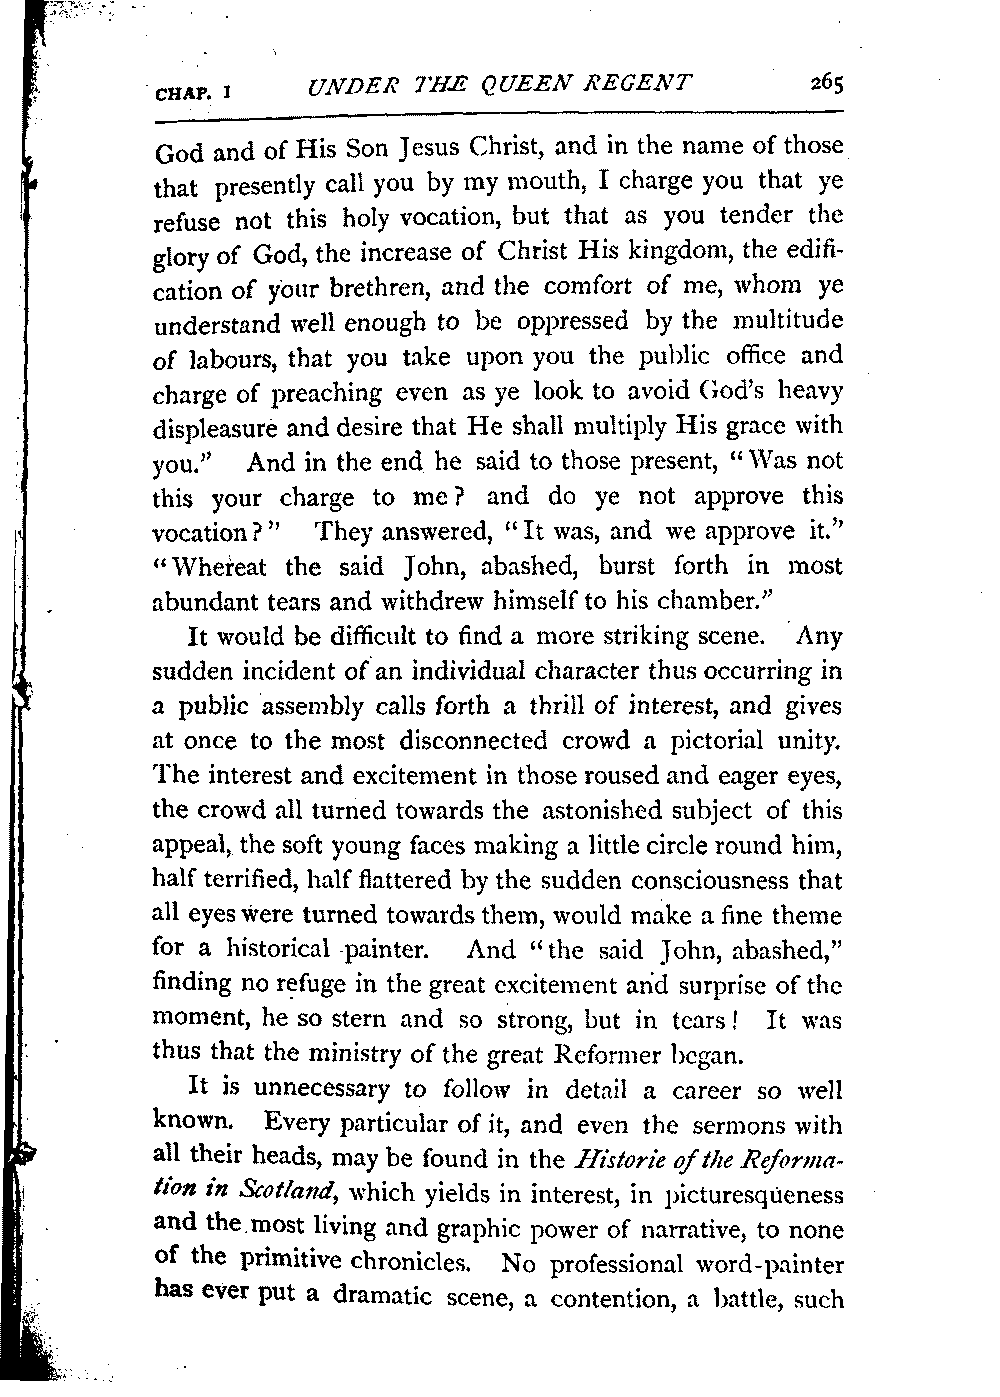 CHAP. I UNDER THE QUEEN REGENT 265
God and of His Son Jesus Christ, and in the name of those
that presently call you by my mouth, I charge you that ye
refuse not this holy vocation, but that as you tender the
glory of God, the increase of Christ His kingdom, the edifi-
cation of your brethren, and the comfort of me, whom ye
understand well enough to be oppressed by the multitude
of labours, that you take upon you the public office and
charge of preaching even as ye look to avoid God's heavy
displeasure and desire that He shall multiply His grace with
you." And in the end he said to those present, "Was not
this your charge to me? and do ye not approve this
vocation?" They answered, "It was, and we approve it."
"Whereat the said John, abashed, burst forth in most
abundant tears and withdrew himself to his chamber."
It would be difficult to find a more striking scene. Any
sudden incident of an individual character thus occurring in
a public assembly calls forth a thrill of interest, and gives
at once to the most disconnected crowd a pictorial unity.
The interest and excitement in those roused and eager eyes,
the crowd all turned towards the astonished subject of this
appeal, the soft young faces making a little circle round him,
half terrified, half flattered by the sudden consciousness that
all eyes were turned towards them, would make a fine theme
for a historical painter. And "the said John, abashed,"
finding no refuge in the great excitement and surprise of the
moment, he so stern and so strong, but in tears! It was
thus that the ministry of the great Reformer began.
It is unnecessary to follow in detail a career so well
known. Every particular of it, and even the sermons with
all their heads, may be found in the Historie of the Reforma-
tion in Scotland, which yields in interest, in picturesqueness
and the most living and graphic power of narrative, to none
of the primitive chronicles. No professional word-painter
has ever put a dramatic scene, a contention, a battle, such